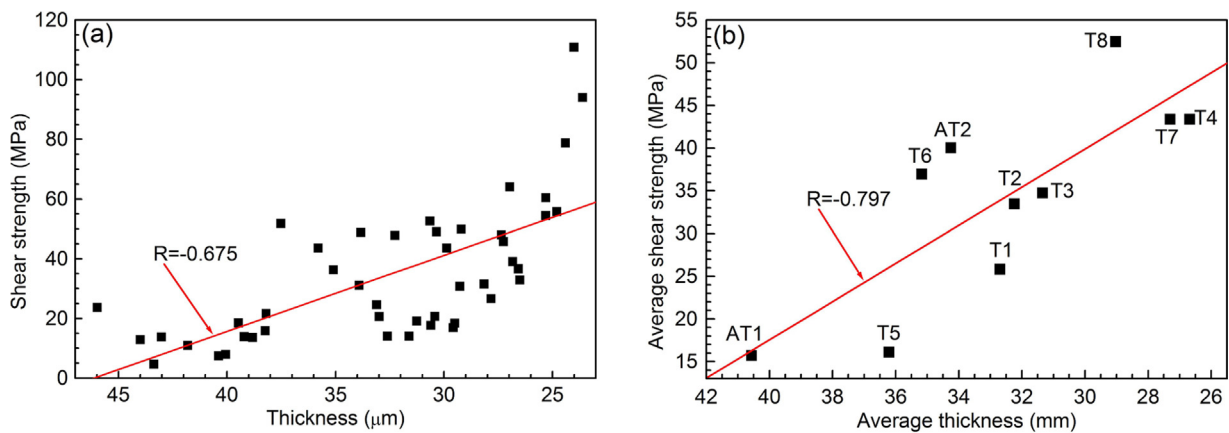 (a)
120
100
80
60
40
20
0
Shear strength (MPa)
R=-0.675
45
40
35
30
25
Thickness (μm)
(b)
55
50
45
40
35
30
25
20
15
Average shear strength (MPa)
T8
T7
T4
AT2
T6
T2
T3
R=-0.797
T1
T5
AT1
42
40
38
36
34
32
30
28
26
Average thickness (mm)